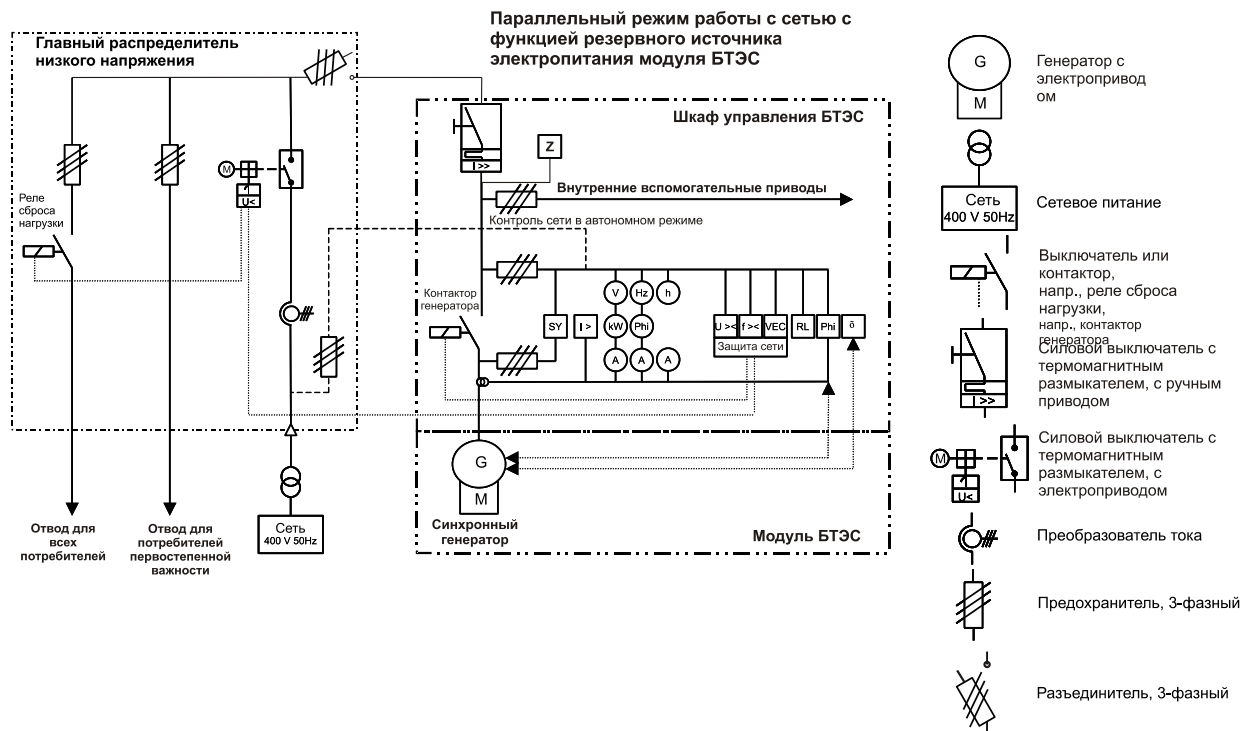 Параллельный режим работы с сетью с
функцией резервного источника
электропитания модуля БТЭС
Главный распределитель
низкого напряжения
Шкаф управления БТЭС
I >>
Z
Внутренние вспомогательные приводы
Контроль сети в автономном режиме
M
U<
Реле
сброса
нагрузки
Контактор
генератора
V
Hz
h
SY
I >
kW
Phi
U ><
f ><
VEC
RL
Phi
δ
Защита сети
A
A
A
G
M
Синхронный
генератор
Модуль БТЭС
Отвод для
всех
потребителей
Отвод для
потребителей
первостепенной
важности
Сеть
400 V 50Hz
G
M
Генератор с
электропривод
ом
Сеть
400 V 50Hz
Сетевое питание
Выключатель или
контактор,
напр., реле сброса
нагрузки,
напр., контактор
генератора
I >>
Силовой выключатель с
термомагнитным
размыкателем, с ручным
приводом
M
U<
Силовой выключатель с
термомагнитным
размыкателем, с
электроприводом
Преобразователь тока
Предохранитель, 3-фазный
Разъединитель, 3-фазный